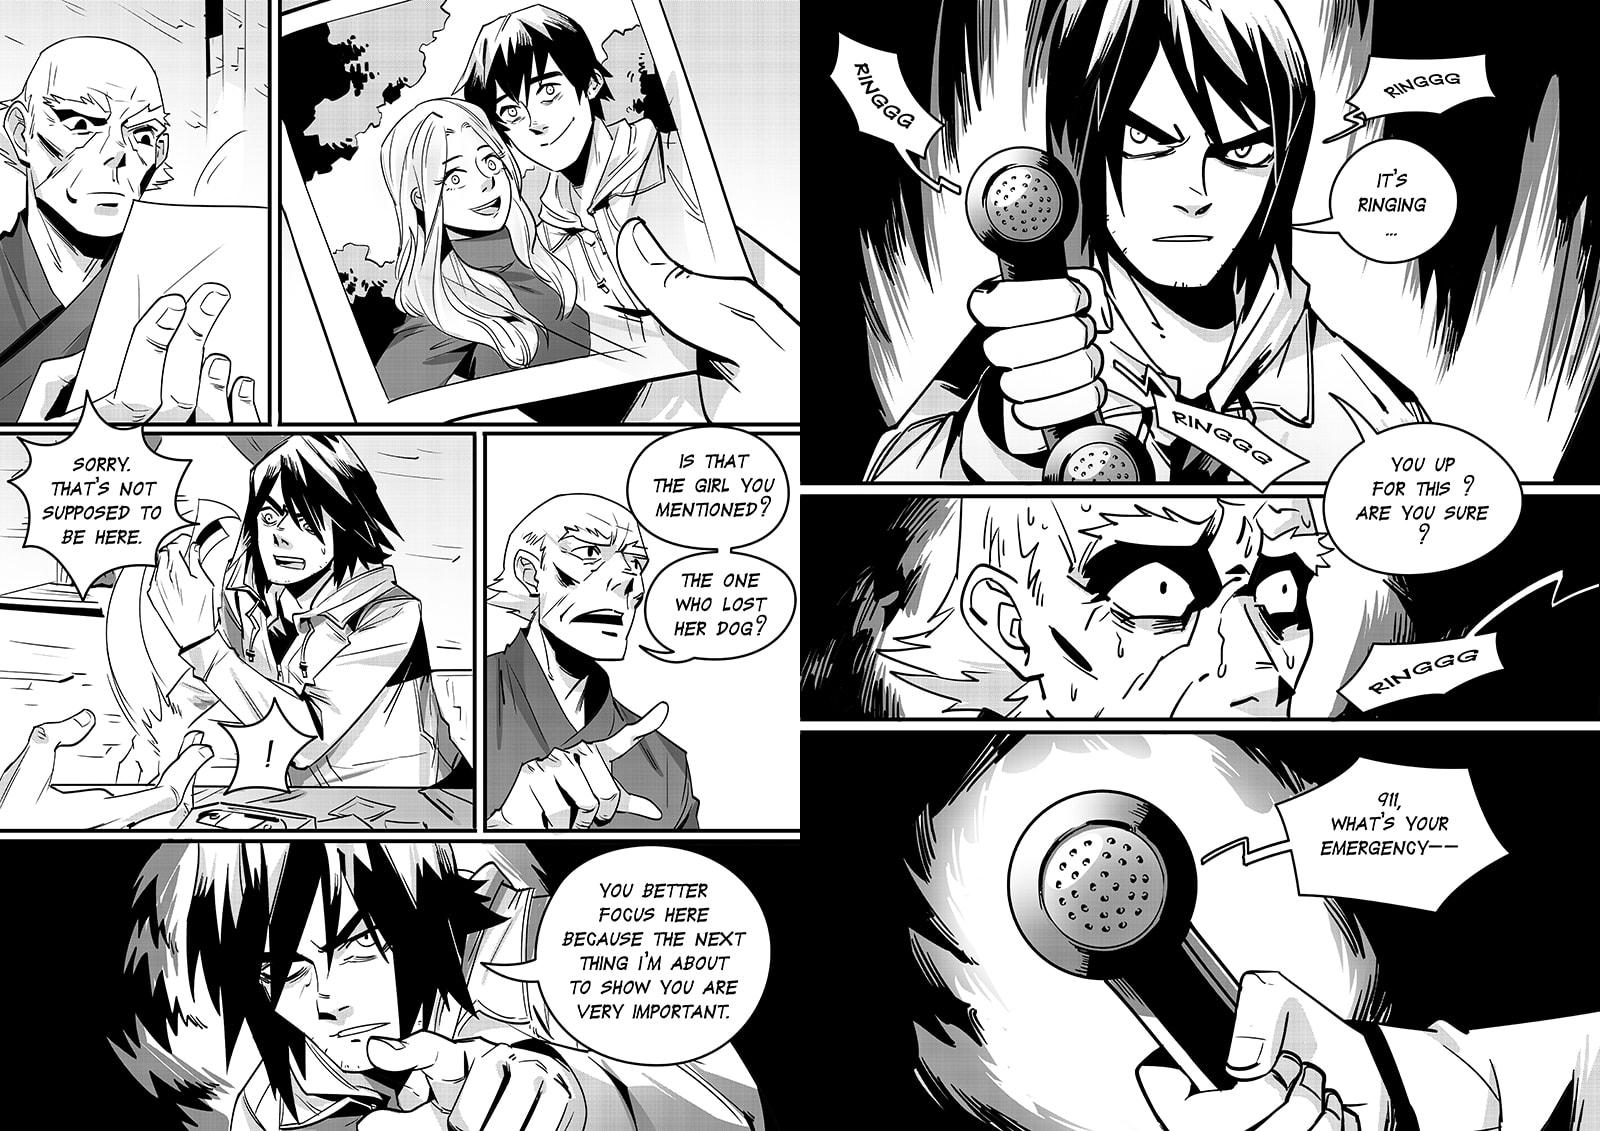 SORRY.
THAT'S NOT
SUPPOSED TO
BE HERE.
!
IS THAT
THE GIRL YOU
MENTIONED?
THE ONE
WHO LOST
HER DOG?
YOU BETTER
FOCUS HERE
BECAUSE THE NEXT
THING I'M ABOUT
TO SHOW YOU ARE
VERY IMPORTANT.
RINGGG
RINGGG
IT'S
RINGING
...
RINGGG
YOU UP
FOR THIS ?
ARE YOU SURE
?
RINGGG
911,
WHAT'S YOUR
EMERGENCY--